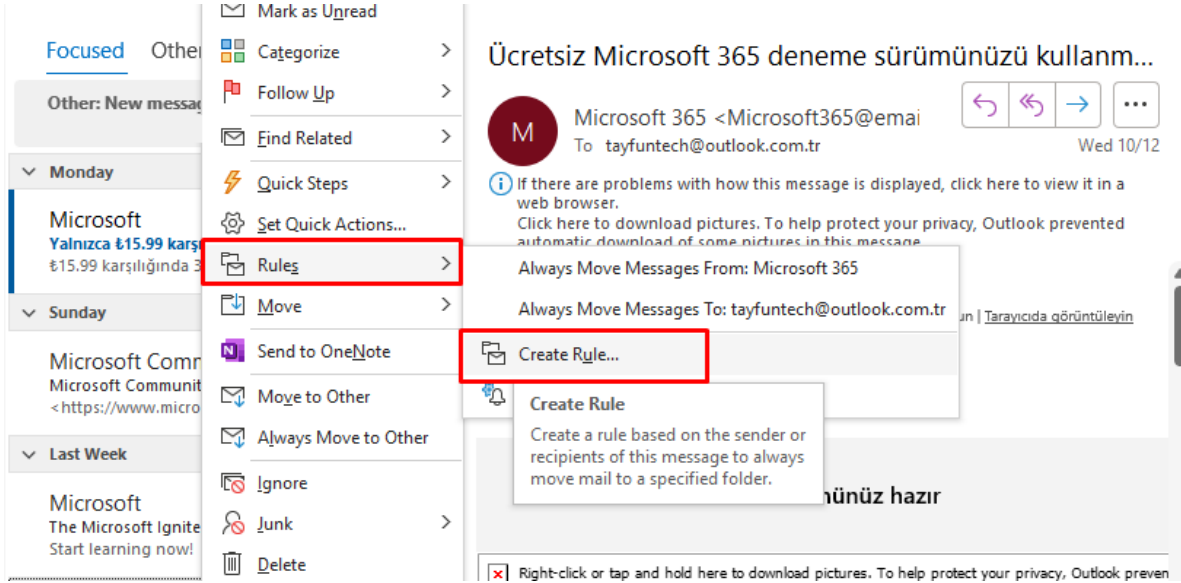 Focused Other
Other: New messag
Monday
Microsoft
Yalnızca ₺15.99 karşı
₺15.99 karşılığında 3
Sunday
Microsoft Comm
Microsoft Communit
<https://www.micro
Last Week
Microsoft
The Microsoft Ignite
Start learning now!
Mark as Unread
Categorize
Follow Up
Find Related
Quick Steps
Set Quick Actions...
Rules
Move
Send to OneNote
Move to Other
Always Move to Other
Ignore
Junk
Delete
Always Move Messages From: Microsoft 365
Always Move Messages To: tayfuntech@outlook.com.tr
Create Rule...
Create Rule
Create a rule based on the sender or
recipients of this message to always
move mail to a specified folder.
Ücretsiz Microsoft 365 deneme sürümünüzü kullanm...
M
Microsoft 365 <Microsoft365@emai
To tayfuntech@outlook.com.tr
Wed 10/12
If there are problems with how this message is displayed, click here to view it in a
web browser.
Click here to download pictures. To help protect your privacy, Outlook prevented
automatic download of some pictures in this message.
un | Tarayıcıda görüntüleyin
nünüz hazır
Right-click or tap and hold here to download pictures. To help protect your privacy, Outlook preven